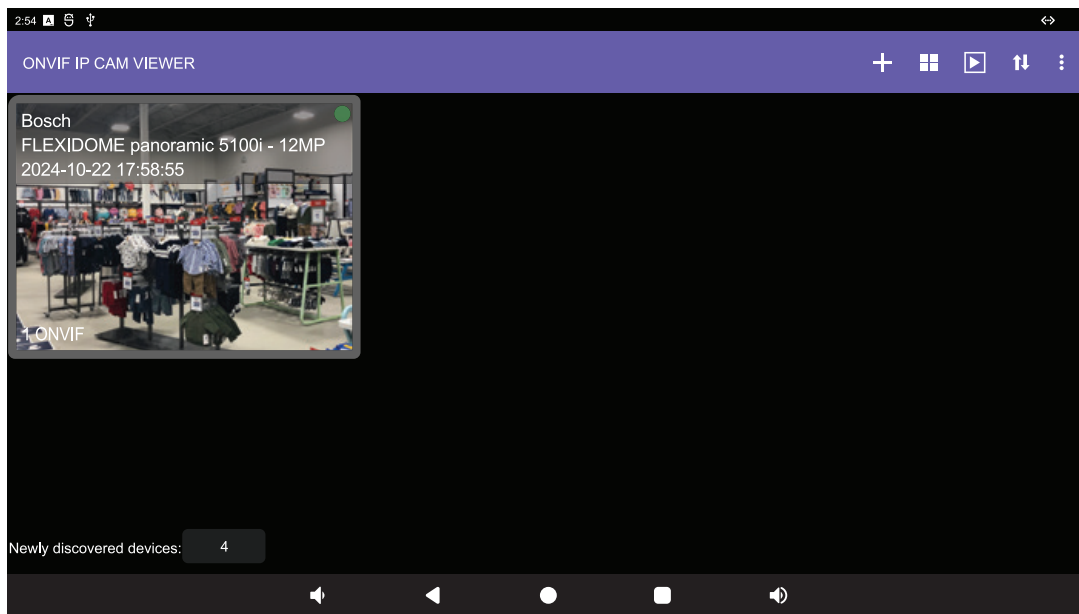 2:54 A
ONVIF IP CAM VIEWER
Bosch
FLEXIDOME panoramic 5100i - 12MP
2024-10-22 17:58:55
1 ONVIF
Newly discovered devices: 4